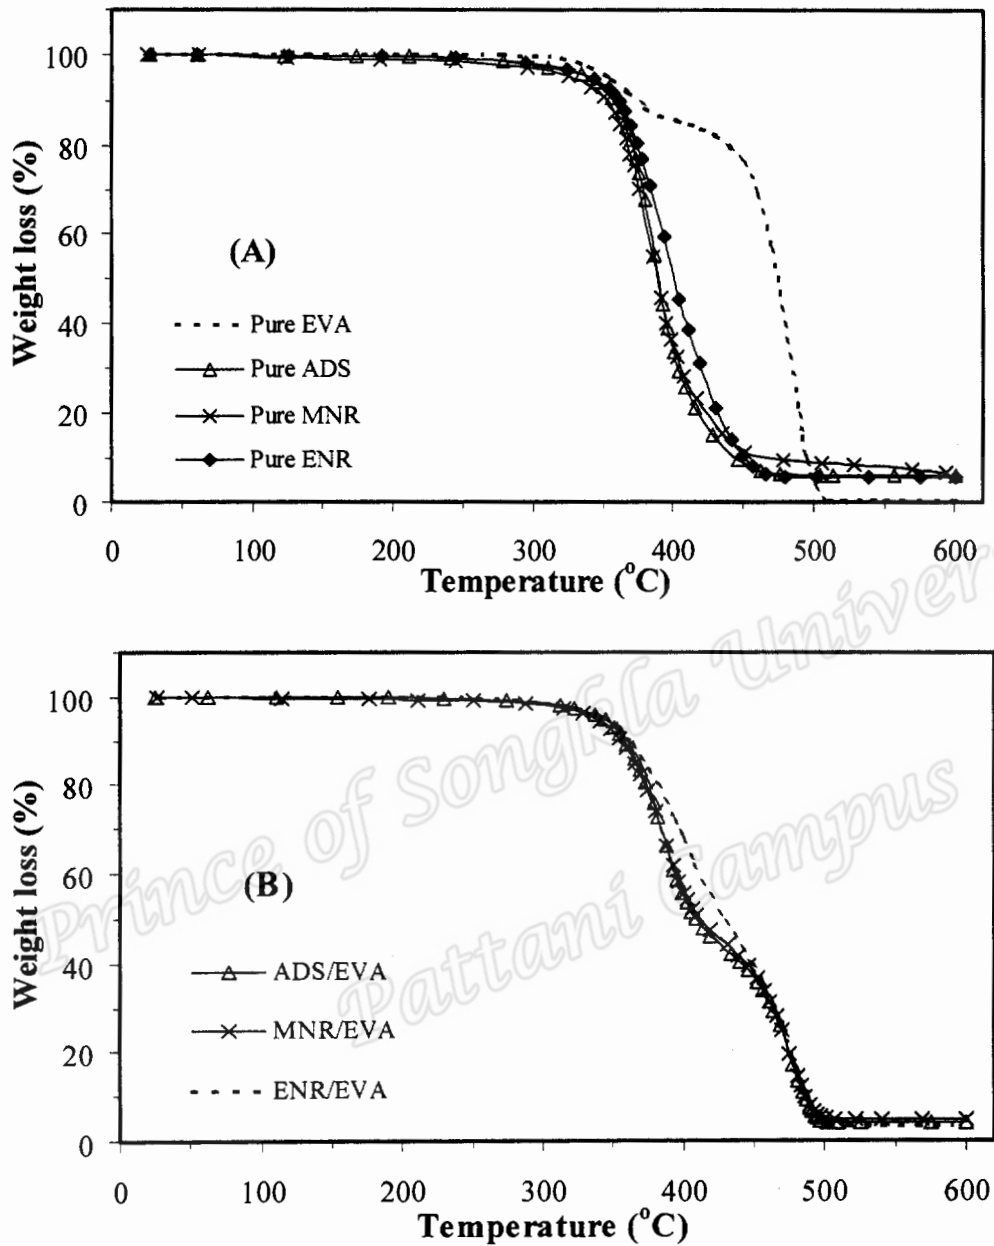 100
80
60
40
20
0
Weight loss (%)
(A)
Pure EVA
Pure ADS
Pure MNR
Pure ENR
0 100 200 300 400 500 600
Temperature (°C)
100
80
60
40
20
0
Weight loss (%)
(B)
ADS/EVA
MNR/EVA
ENR/EVA
0 100 200 300 400 500 600
Temperature (°C)
Prince of Songkla Univer
Pattani Campus